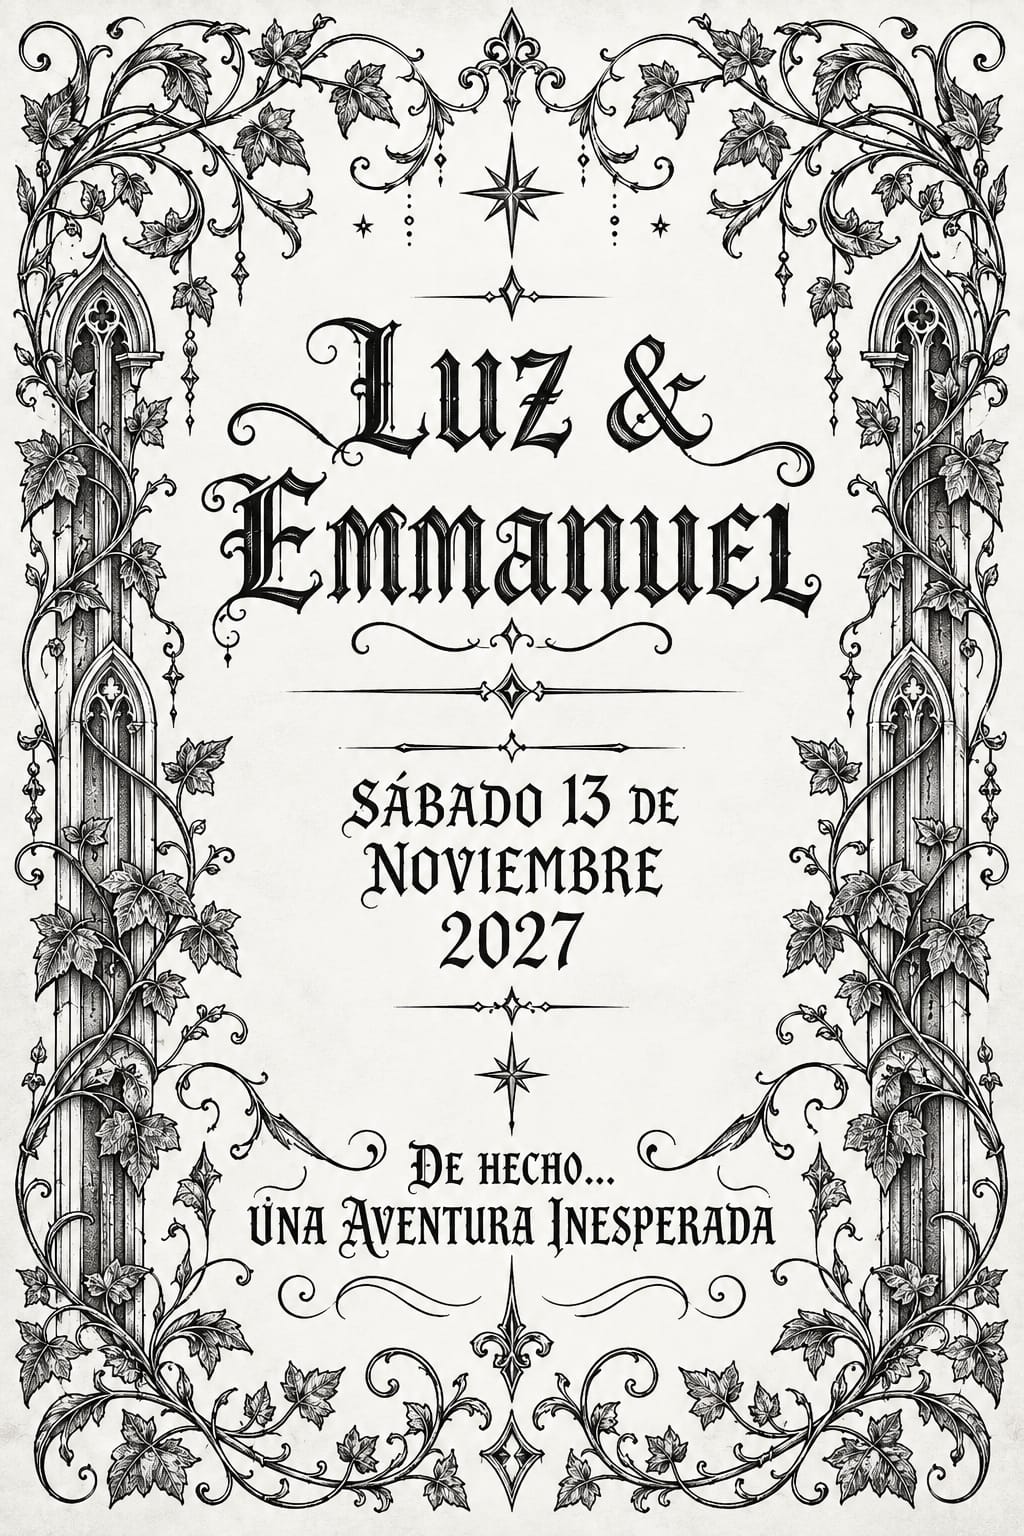 Luz &
Emmanuel
Sábado 13 de
Noviembre
2027
De hecho...
una Aventura Inesperada